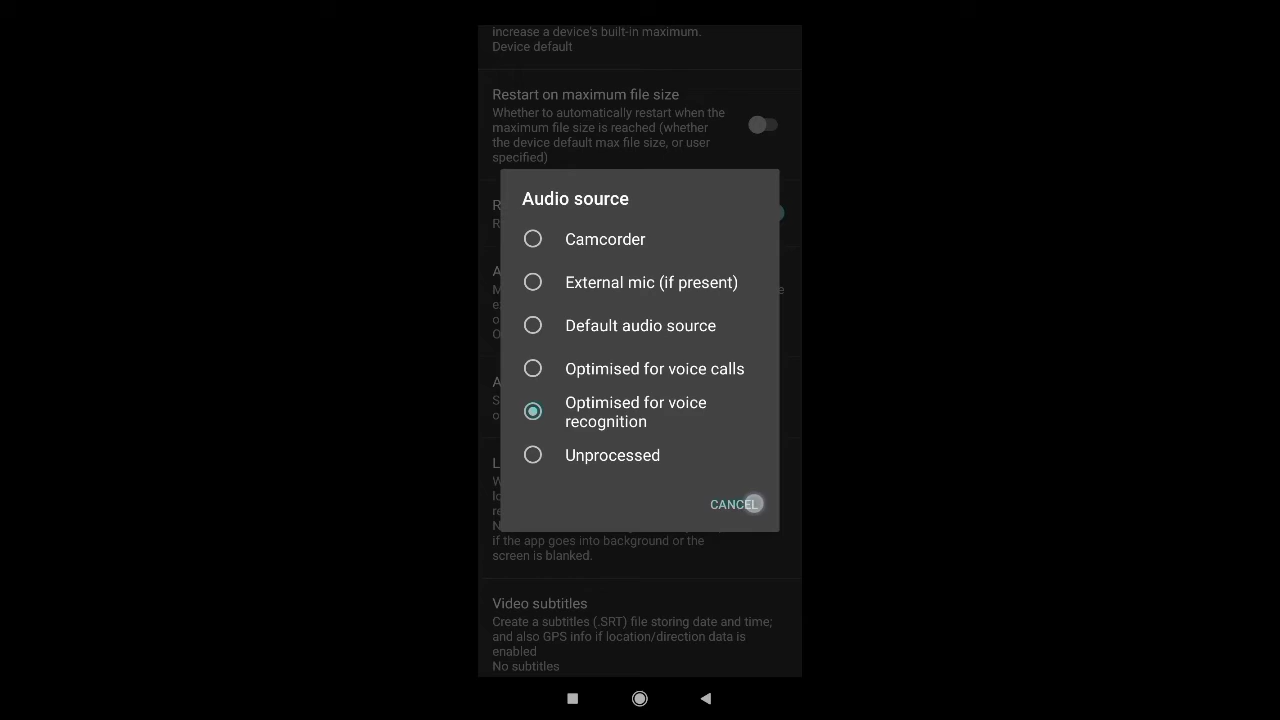 increase a device's built-in maximum.
Device default
Restart on maximum file size
Whether to automatically restart when the
maximum file size is reached (whether
the device default max file size, or user
specified)
Audio source
Camcorder
External mic (if present)
Default audio source
Optimised for voice calls
Optimised for voice
recognition
Unprocessed
CANCEL
if the app goes into background or the
screen is blanked.
Video subtitles
Create a subtitles (.SRT) file storing date and time;
and also GPS info if location/direction data is
enabled
No subtitles